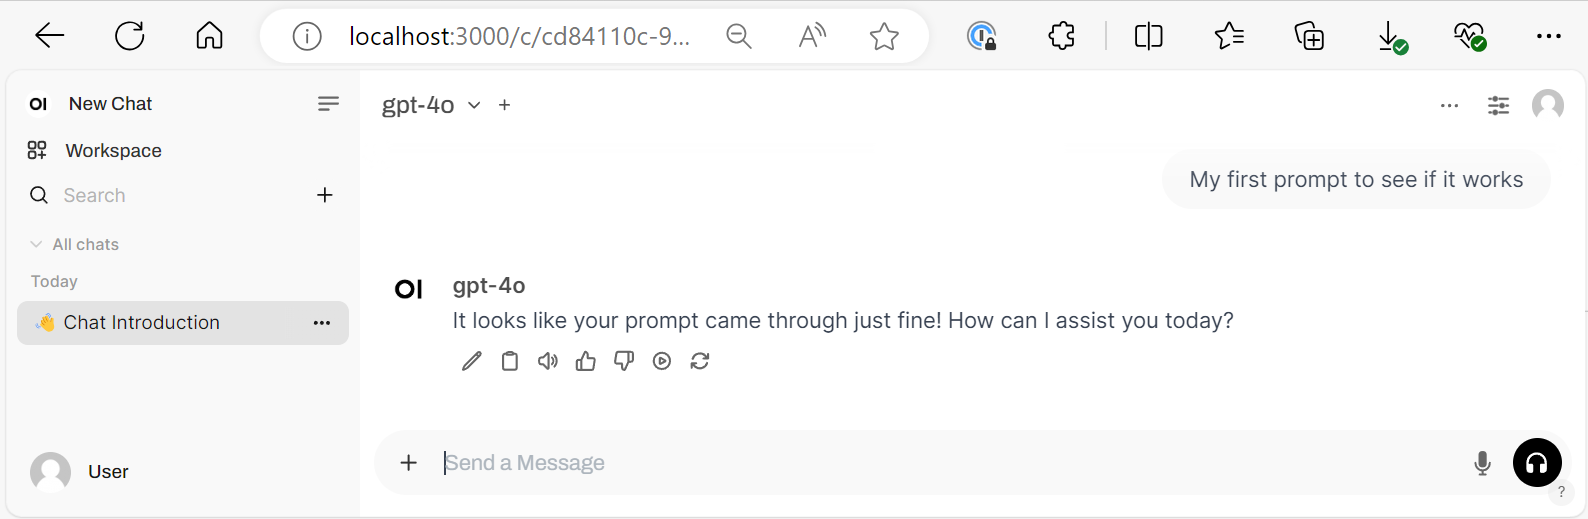 localhost:3000/c/cd84110c-9...
OI New Chat
Workspace
Search
All chats
Today
👋 Chat Introduction
User
gpt-4o
My first prompt to see if it works
OI gpt-4o
It looks like your prompt came through just fine! How can I assist you today?
Send a Message
?